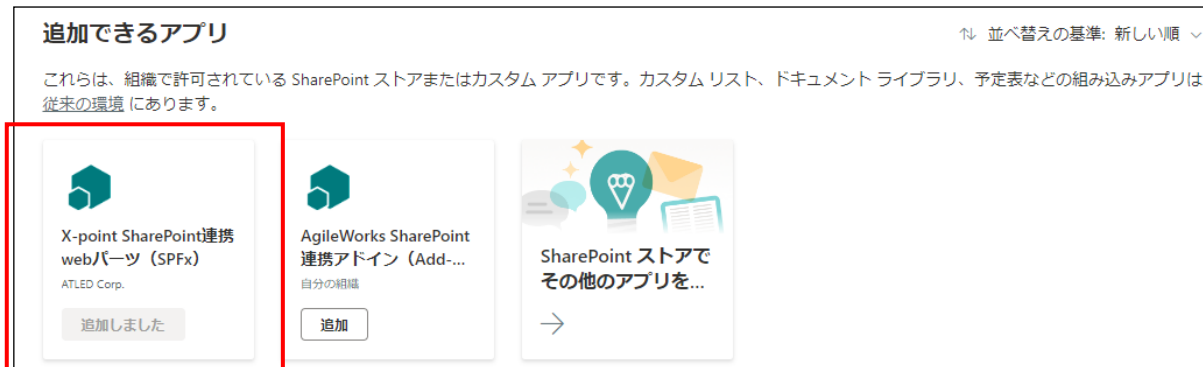 追加できるアプリ
↑↓ 並べ替えの基準: 新しい順
これらは、組織で許可されている SharePoint ストアまたはカスタム アプリです。カスタム リスト、ドキュメント ライブラリ、予定表などの組み込みアプリは
従来の環境 にあります。
X-point SharePoint連携
webパーツ（SPFx）
ATLED Corp.
追加しました
AgileWorks SharePoint
連携アドイン（Add-...
自分の組織
追加
SharePoint ストアで
その他のアプリを...